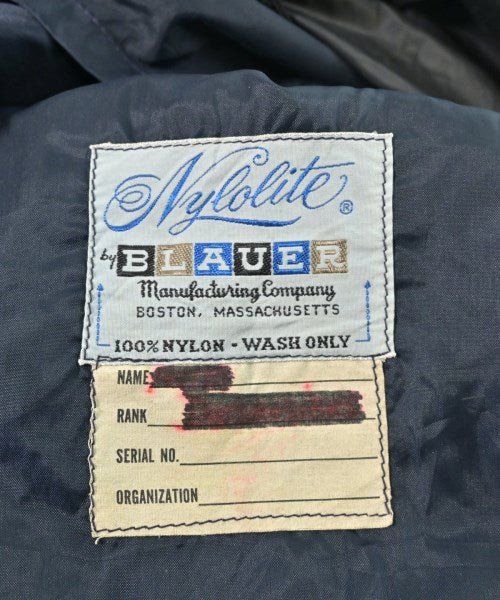 Nylolite ®
by BLAUER
Manufacturing Company
BOSTON, MASSACHUSETTS
100% NYLON - WASH ONLY
NAME
RANK
SERIAL NO.
ORGANIZATION